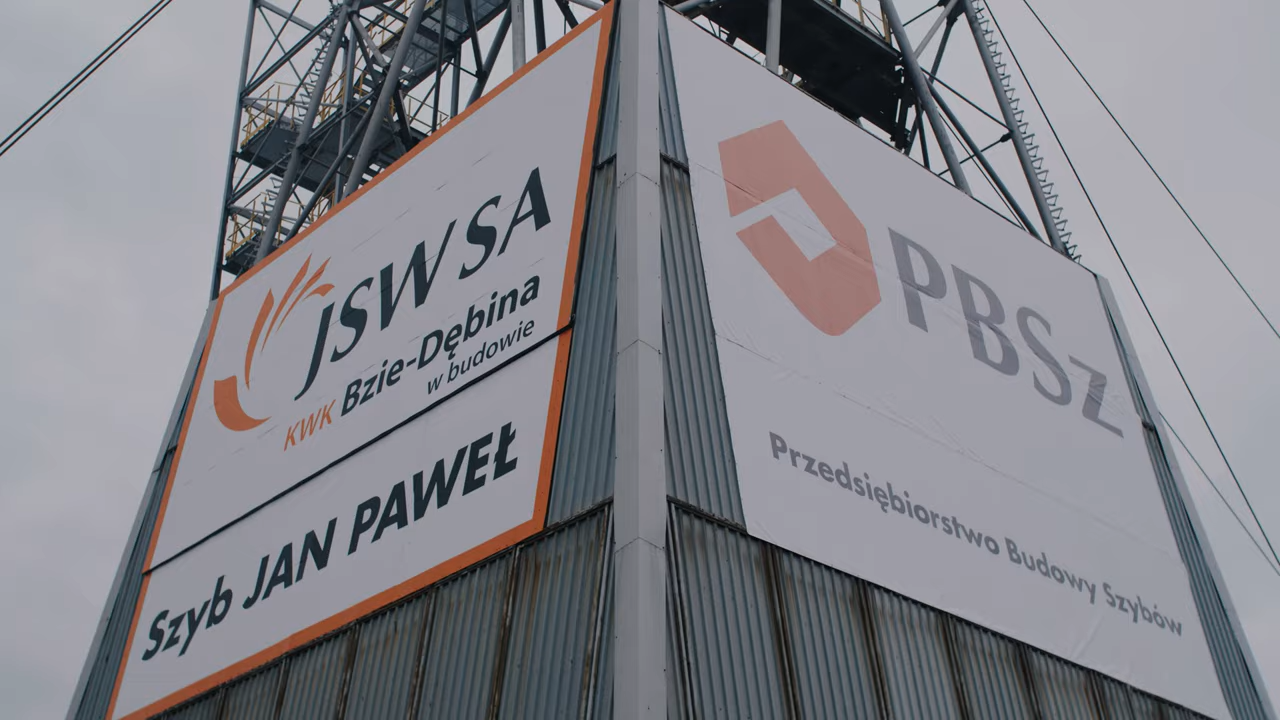 JSW SA
KWK Bzie-Dębina
w budowie
Szyb JAN PAWEŁ
PBSz
Przedsiębiorstwo Budowy Szybów